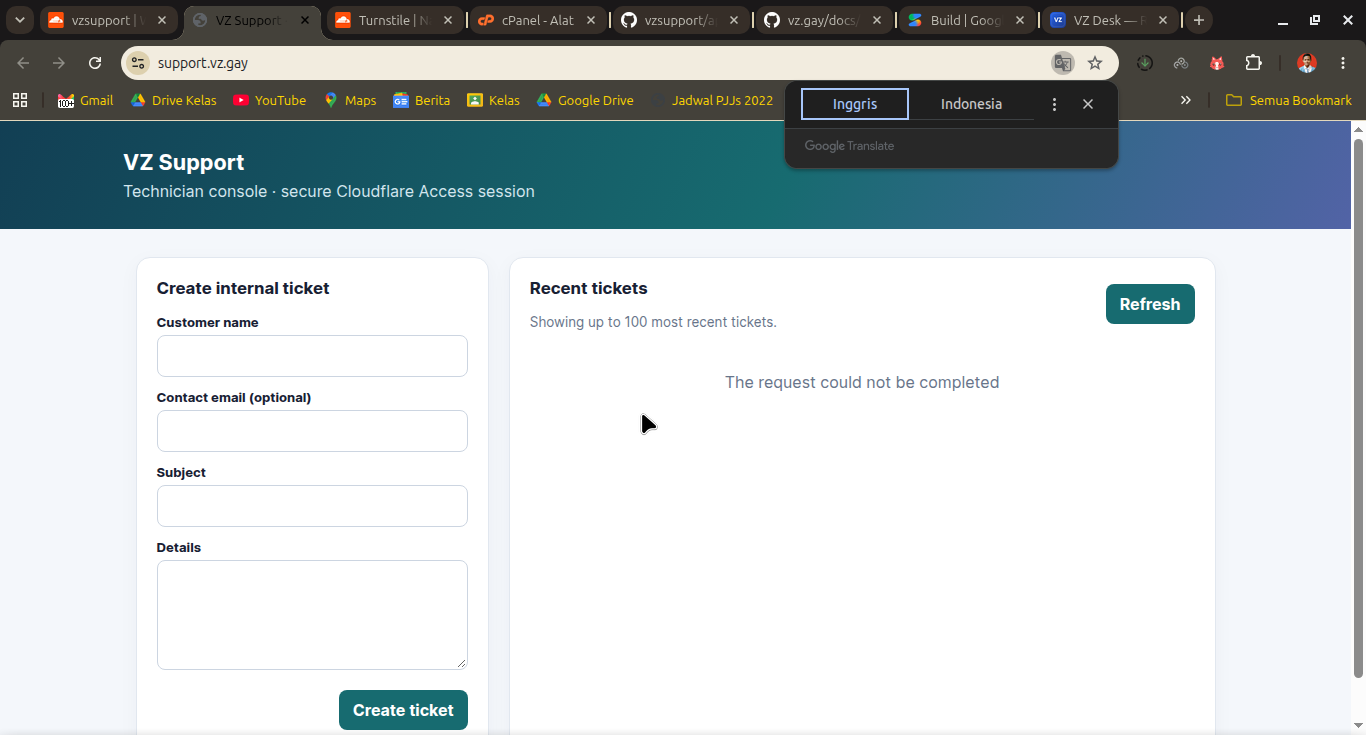 vzsupport | W
VZ Support
Turnstile | N
cPanel - Alat
vzsupport/a
vz.gay/docs/
Build | Goog
VZ Desk — R
support.vz.gay
Gmail
Drive Kelas
YouTube
Maps
Berita
Kelas
Google Drive
Jadwal PJJs 2022
Semua Bookmark
Inggris
Indonesia
Google Translate
VZ Support
Technician console · secure Cloudflare Access session
Create internal ticket
Customer name
Contact email (optional)
Subject
Details
Create ticket
Recent tickets
Refresh
Showing up to 100 most recent tickets.
The request could not be completed